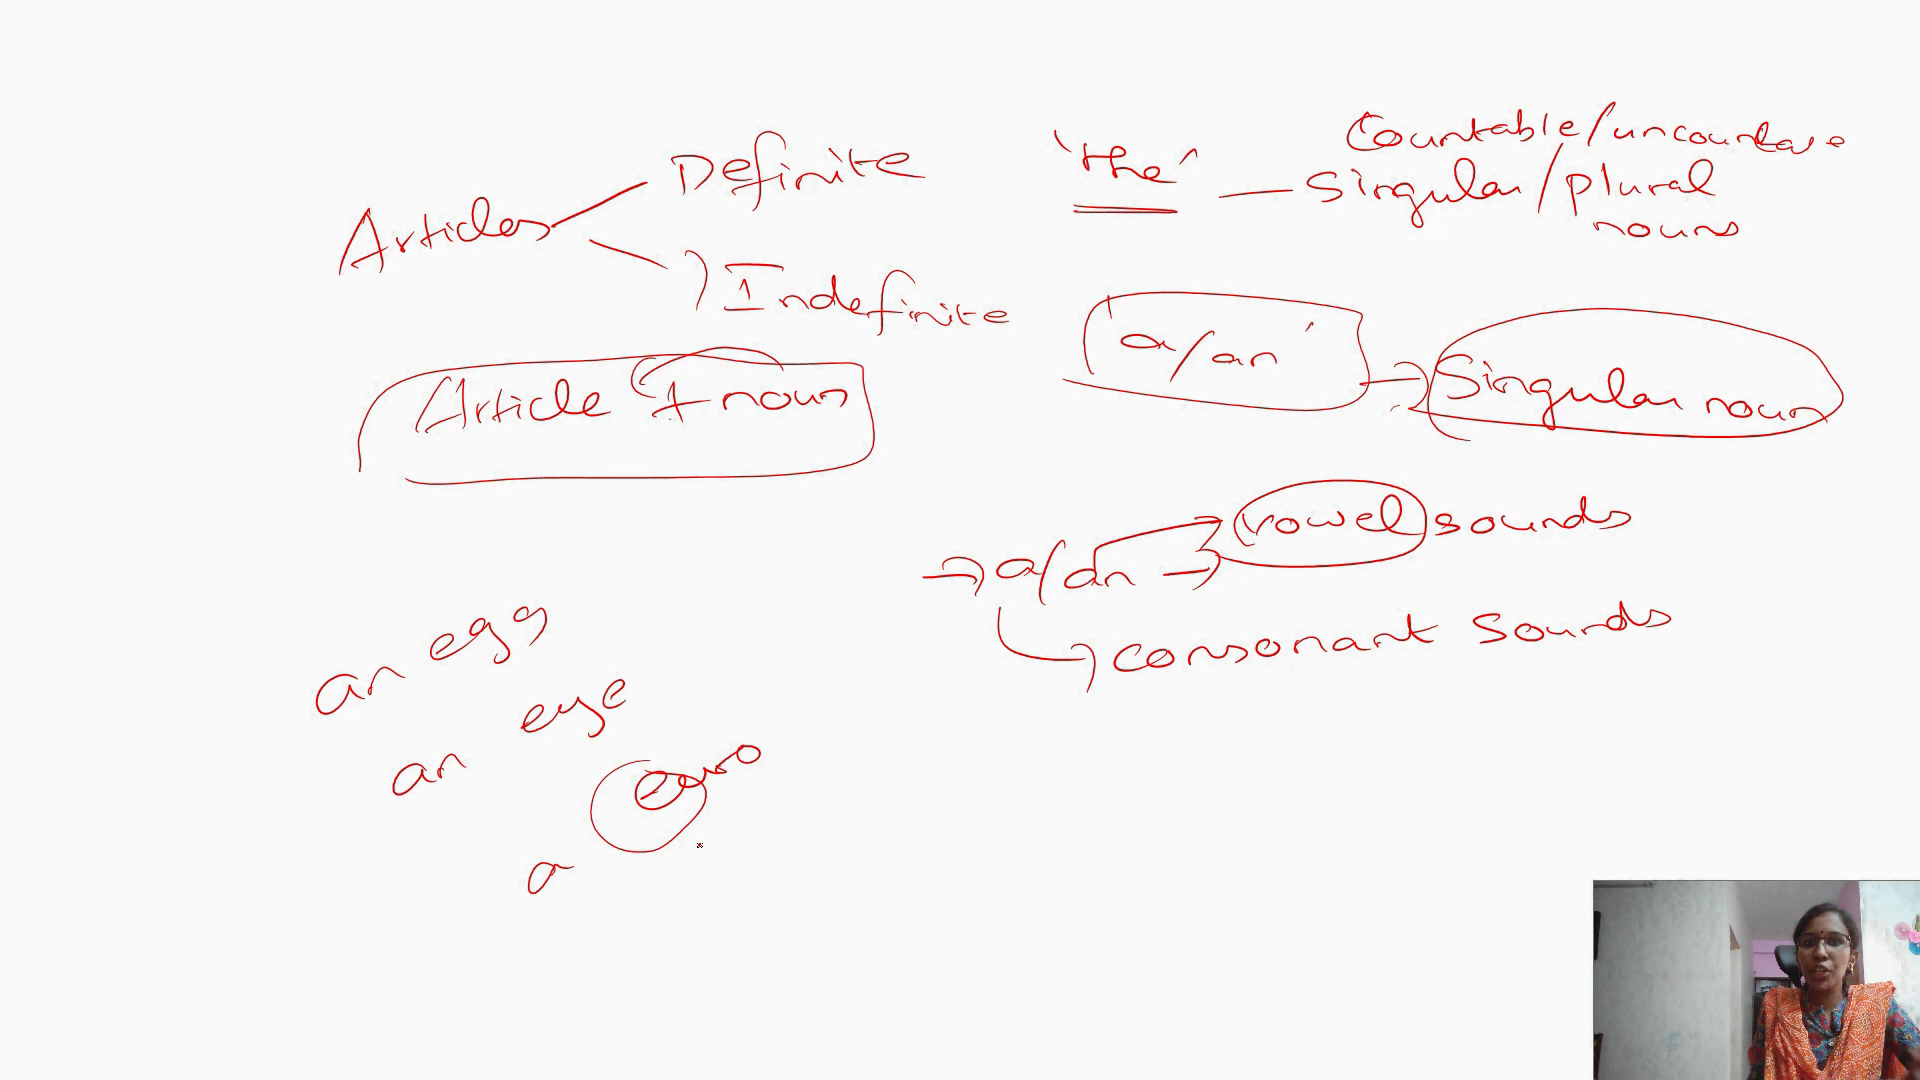 Articles
Definite
Indefinite
'the' - Singular/plural
Countable/uncountable
nouns
'a/an' → Singular noun
Article + noun
→ a/an → vowel sounds
→ consonant sounds
an egg
an eye
a euro